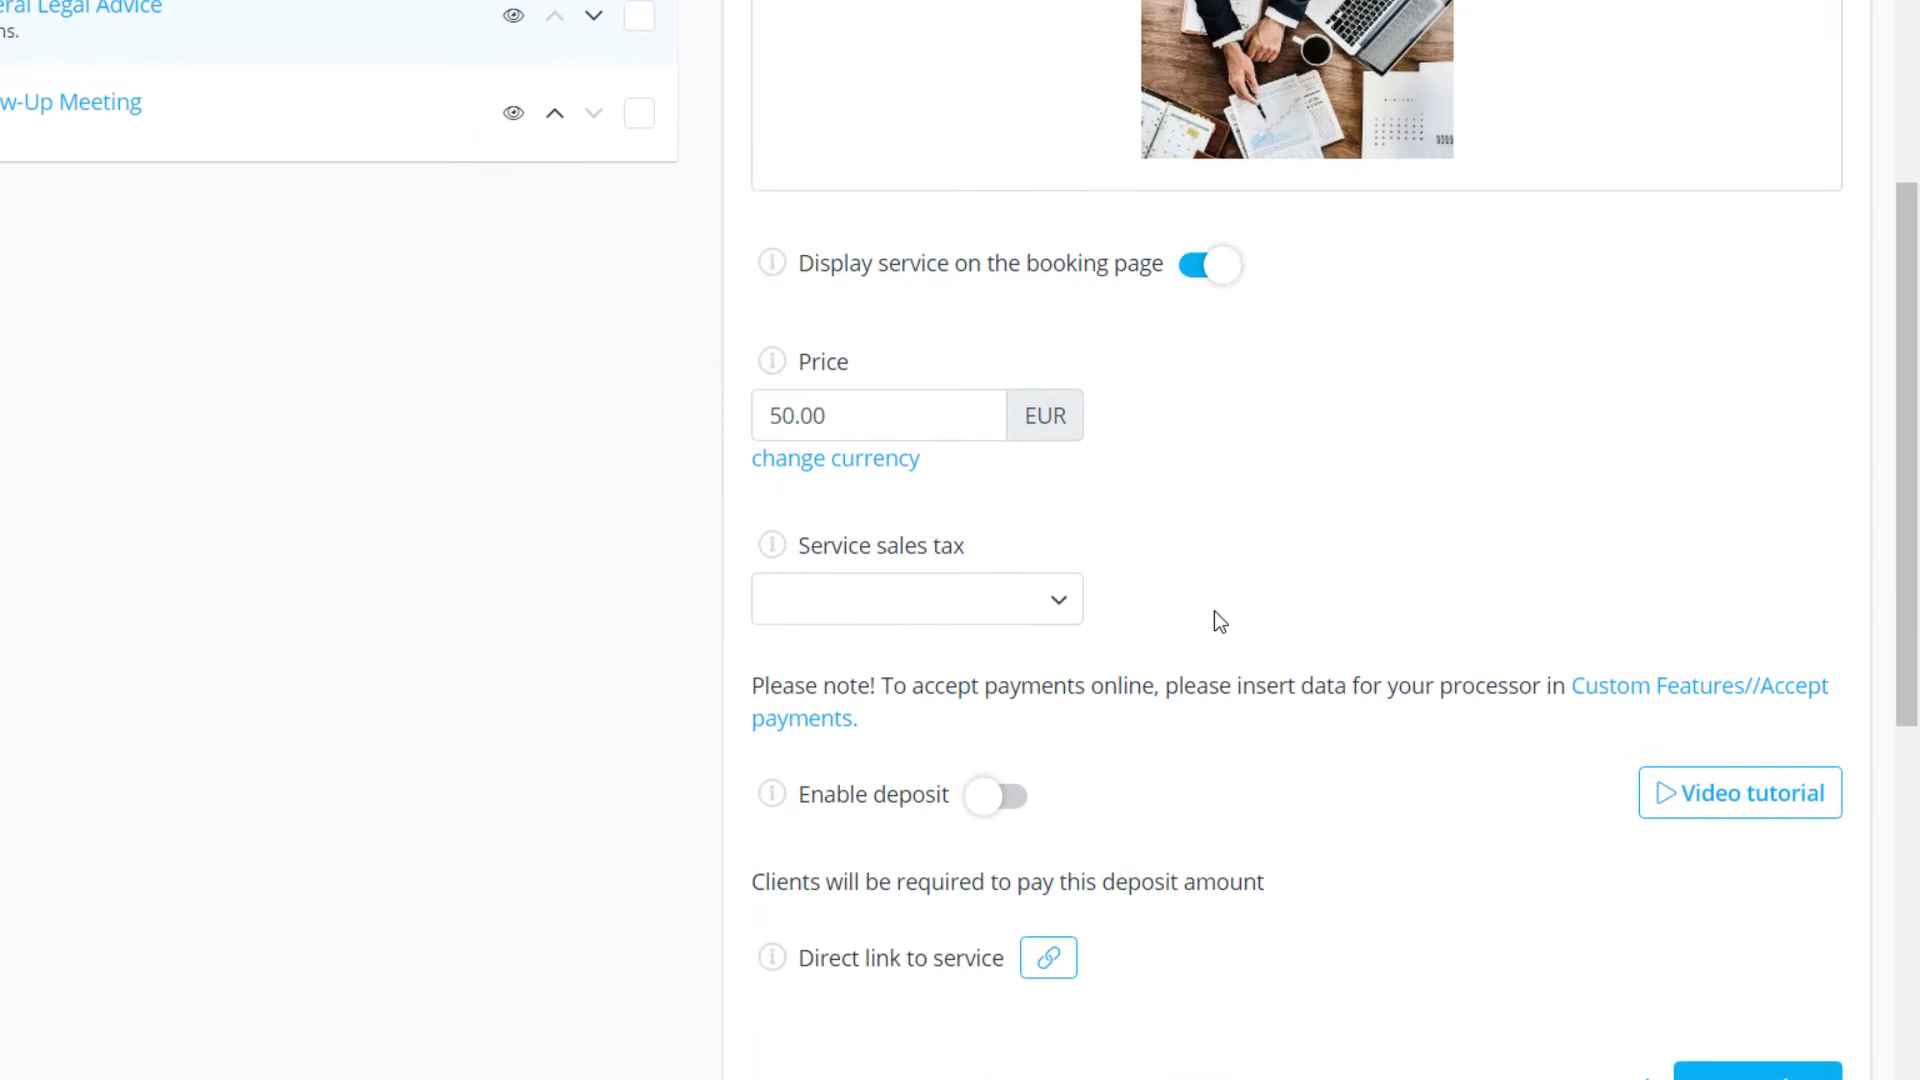 eral Legal Advice
ns.
w-Up Meeting
Display service on the booking page
Price
50.00 EUR
change currency
Service sales tax
Please note! To accept payments online, please insert data for your processor in Custom Features//Accept
payments.
Enable deposit
Video tutorial
Clients will be required to pay this deposit amount
Direct link to service